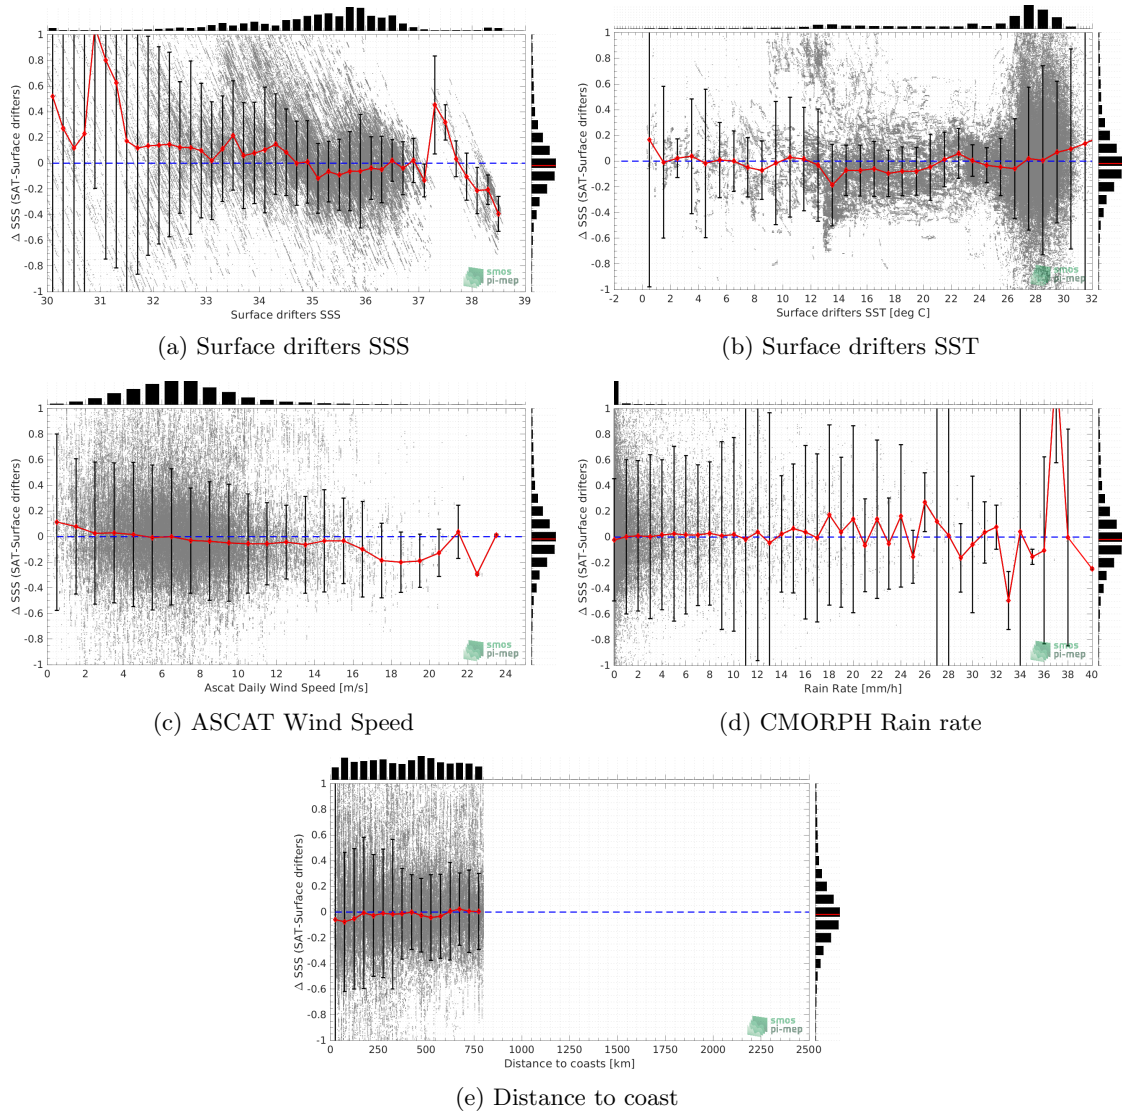 1
0.8
0.6
0.4
0.2
0
-0.2
-0.4
-0.6
-0.8
-1
Δ SSS (SAT-Surface drifters)
30 31 32 33 34 35 36 37 38 39
Surface drifters SSS
smos
pi-mep
(a) Surface drifters SSS
1
0.8
0.6
0.4
0.2
0
-0.2
-0.4
-0.6
-0.8
-1
Δ SSS (SAT-Surface drifters)
-2 0 2 4 6 8 10 12 14 16 18 20 22 24 26 28 30 32
Surface drifters SST [deg C]
smos
pi-mep
(b) Surface drifters SST
1
0.8
0.6
0.4
0.2
0
-0.2
-0.4
-0.6
-0.8
-1
Δ SSS (SAT-Surface drifters)
0 2 4 6 8 10 12 14 16 18 20 22 24
Ascat Daily Wind Speed [m/s]
smos
pi-mep
(c) ASCAT Wind Speed
1
0.8
0.6
0.4
0.2
0
-0.2
-0.4
-0.6
-0.8
-1
Δ SSS (SAT-Surface drifters)
0 2 4 6 8 10 12 14 16 18 20 22 24 26 28 30 32 34 36 38 40
Rain Rate [mm/h]
smos
pi-mep
(d) CMORPH Rain rate
1
0.8
0.6
0.4
0.2
0
-0.2
-0.4
-0.6
-0.8
-1
Δ SSS (SAT-Surface drifters)
0 250 500 750 1000 1250 1500 1750 2000 2250 2500
Distance to coasts [km]
smos
pi-mep
(e) Distance to coast